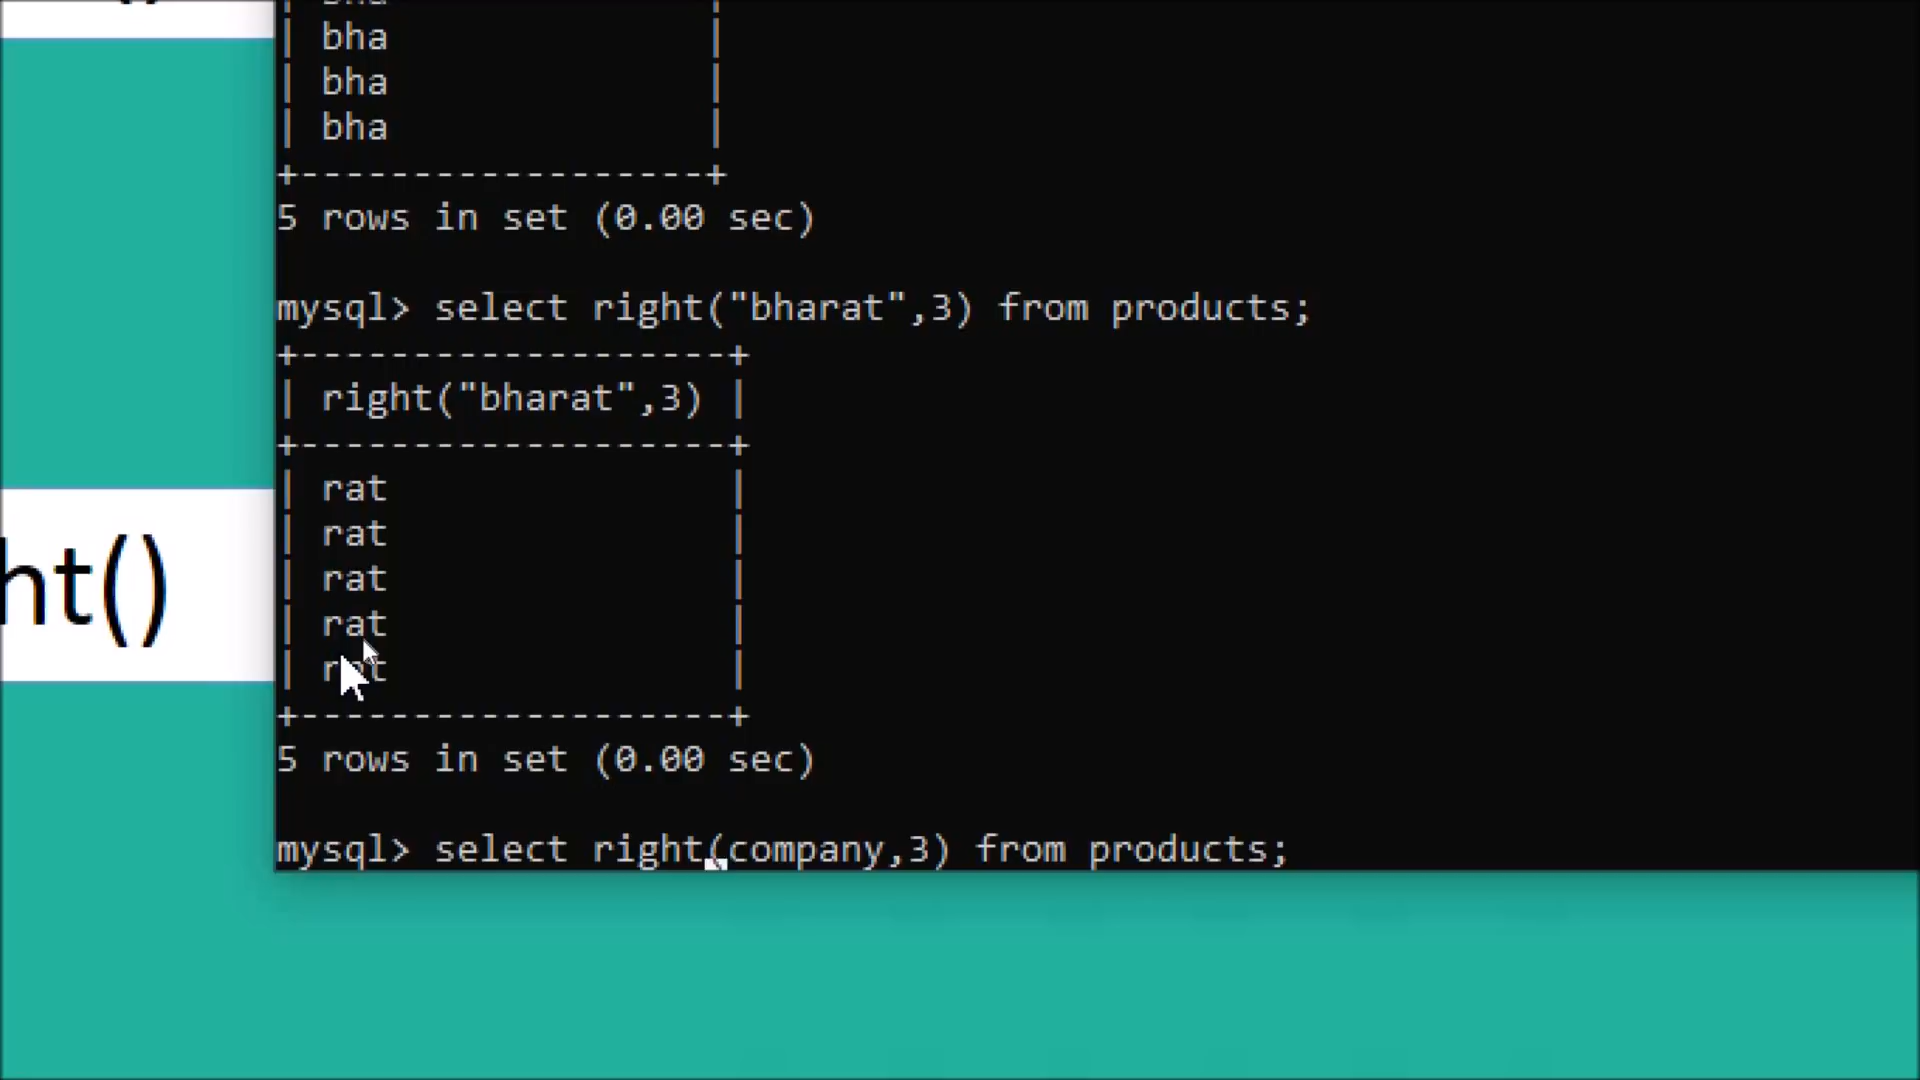 | bha |
| bha |
| bha |
+-------------------+
5 rows in set (0.00 sec)
mysql> select right("bharat",3) from products;
+--------------------+
| right("bharat",3) |
+--------------------+
| rat |
| rat |
| rat |
| rat |
ht()
+--------------------+
5 rows in set (0.00 sec)
mysql> select right(company,3) from products;